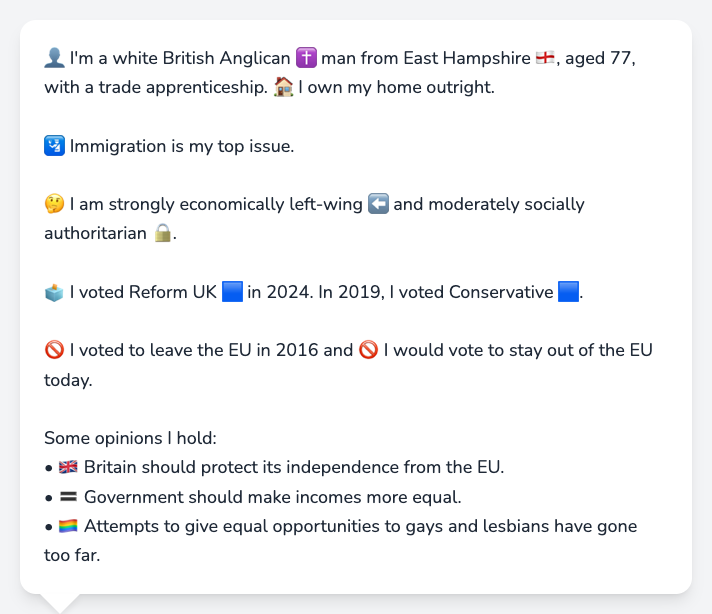 👤 I'm a white British Anglican ✝️ man from East Hampshire 🏴󠁧󠁢󠁥󠁮󠁧󠁿, aged 77,
with a trade apprenticeship. 🏠 I own my home outright.
🛂 Immigration is my top issue.
🤔 I am strongly economically left-wing ⬅️ and moderately socially
authoritarian 🔒.
🗳️ I voted Reform UK 🟦 in 2024. In 2019, I voted Conservative 🟦.
🚫 I voted to leave the EU in 2016 and 🚫 I would vote to stay out of the EU
today.
Some opinions I hold:
• 🇬🇧 Britain should protect its independence from the EU.
• 🟰 Government should make incomes more equal.
• 🏳️‍🌈 Attempts to give equal opportunities to gays and lesbians have gone
too far.